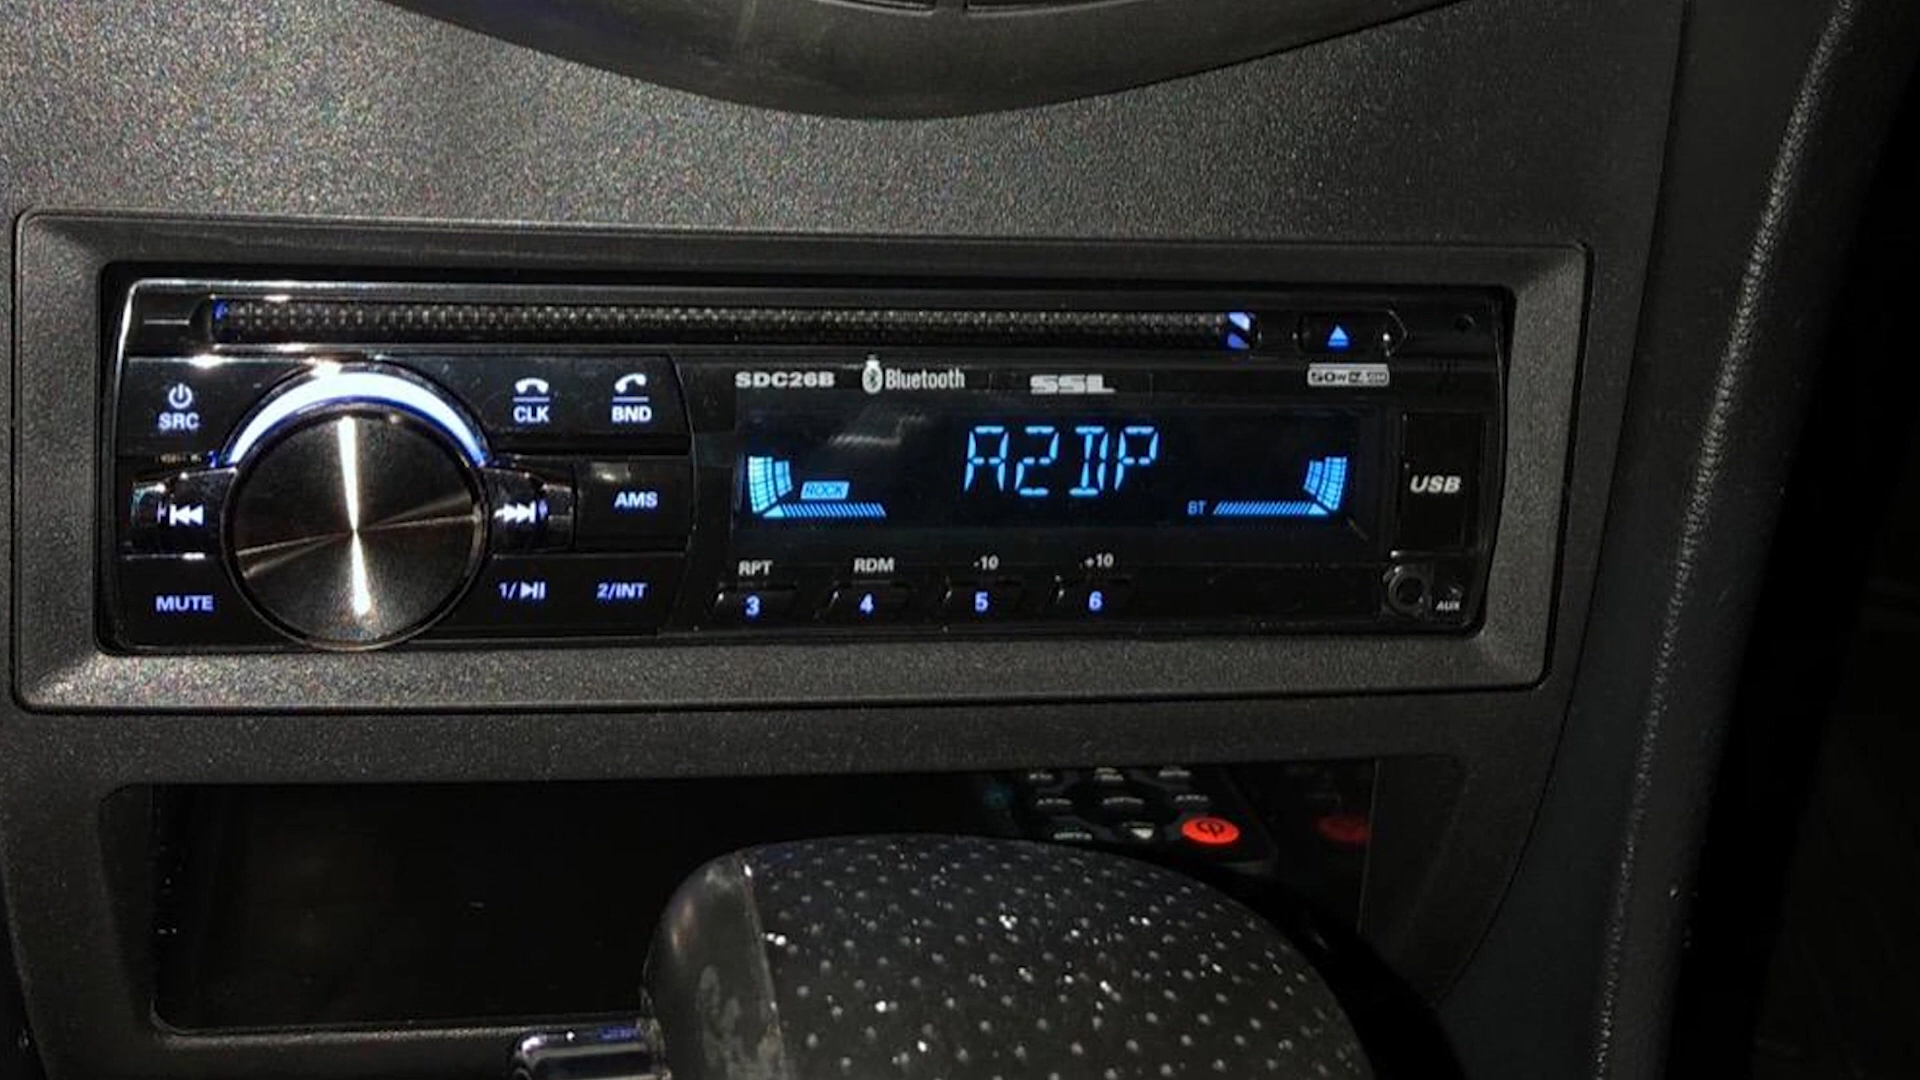 SDC26B Bluetooth SSL
50Wx4CH
SRC
CLK
BND
A2DP
AMS
ROCK
BT
USB
MUTE
1/
2/INT
RPT RDM -10 +10
3 4 5 6
AUX